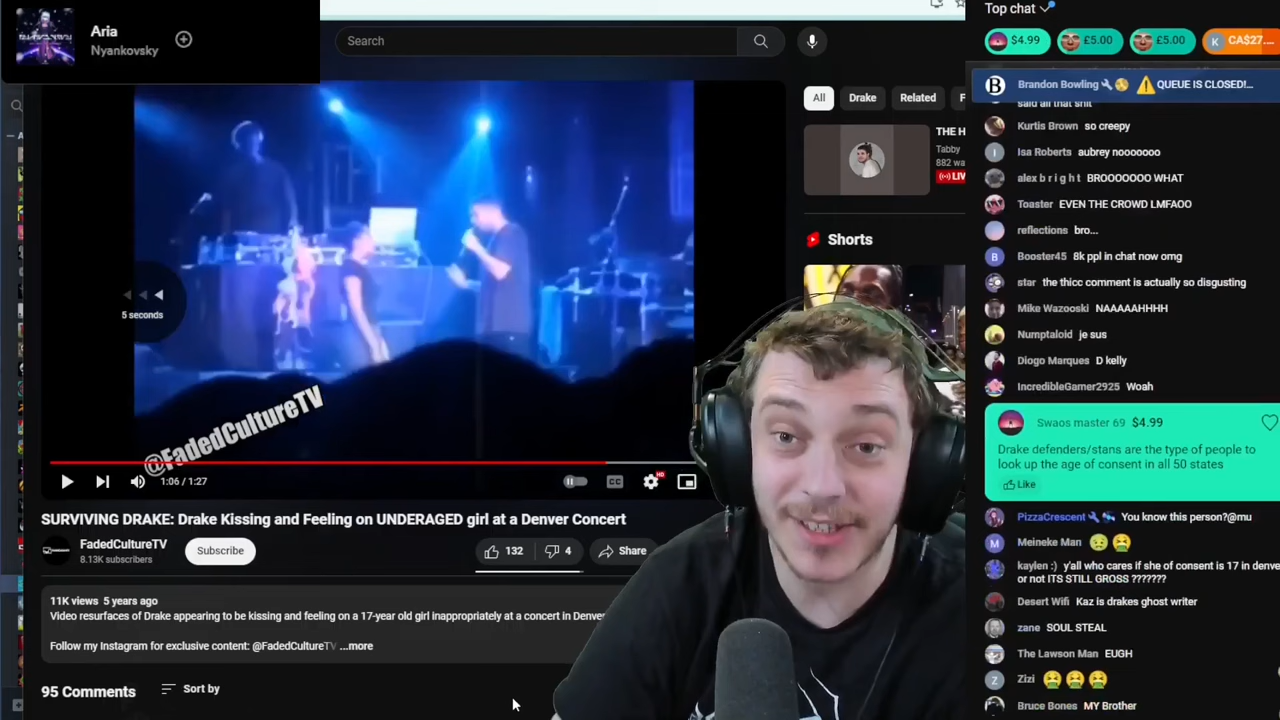 Aria
Nyankovsky
Search
All
Drake
Related
F
THE H
Tabby
882 wa
LIVE
Shorts
5 seconds
@FadedCultureTV
1:06 / 1:27
CC
HD
SURVIVING DRAKE: Drake Kissing and Feeling on UNDERAGED girl at a Denver Concert
FadedCultureTV
8.13K subscribers
Subscribe
132
4
Share
11K views 5 years ago
Video resurfaces of Drake appearing to be kissing and feeling on a 17-year old girl inappropriately at a concert in Denve
Follow my Instagram for exclusive content: @FadedCultureTV ...more
95 Comments
Sort by
Top chat
$4.99
£5.00
£5.00
K
CA$27....
B
Brandon Bowling QUEUE IS CLOSED!...
said all that shit
Kurtis Brown so creepy
I
Isa Roberts aubrey nooooooo
alex b r i g h t BROOOOOOO WHAT
Toaster EVEN THE CROWD LMFAOO
reflections bro...
B
Booster45 8k ppl in chat now omg
star the thicc comment is actually so disgusting
Mike Wazooski NAAAAAHHHH
Numptaloid je sus
Diogo Marques D kelly
IncredibleGamer2925 Woah
Swaos master 69 $4.99
Drake defenders/stans are the type of people to
look up the age of consent in all 50 states
Like
PizzaCrescent You know this person?@mu
M
Meineke Man
kaylen :) y'all who cares if she of consent is 17 in denve
or not ITS STILL GROSS ???????
Desert Wifi Kaz is drakes ghost writer
zane SOUL STEAL
The Lawson Man EUGH
Z
Zizi
Bruce Bones MY Brother